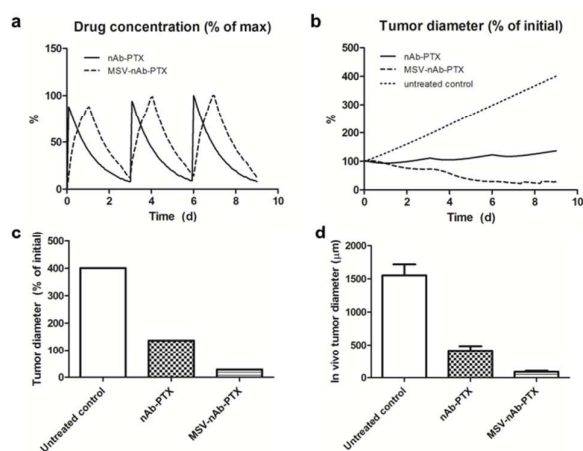 a
Drug concentration (% of max)
nAb-PTX
MSV-nAb-PTX
150
100
50
0
%
0 2 4 6 8 10
Time (d)
b
Tumor diameter (% of initial)
nAb-PTX
MSV-nAb-PTX
untreated control
500
400
300
200
100
0
%
0 2 4 6 8 10
Time (d)
c
Tumor diameter (% of initial)
500
400
300
200
100
0
Untreated control
nAb-PTX
MSV-nAb-PTX
d
In vivo tumor diameter (μm)
2000
1500
1000
500
0
Untreated control
nAb-PTX
MSV-nAb-PTX